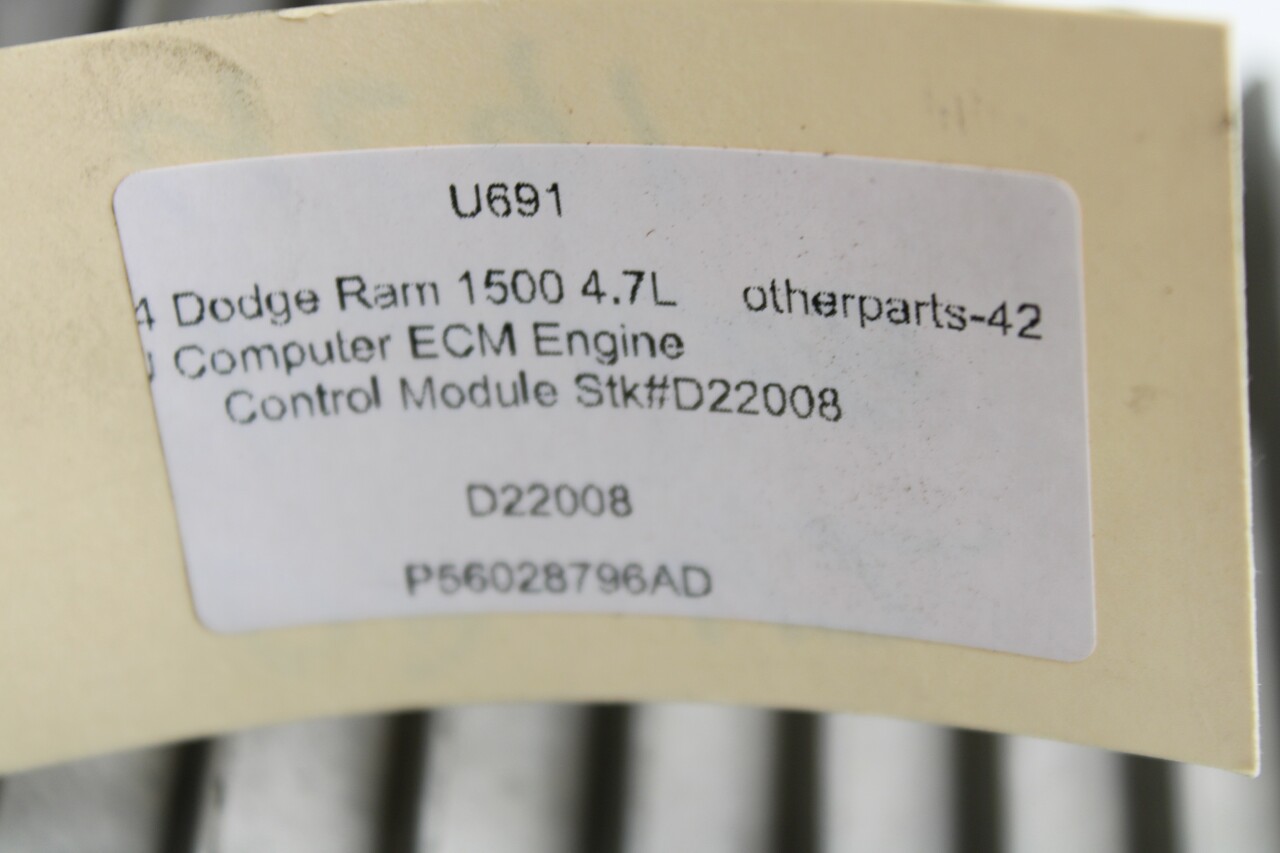 U691
4 Dodge Ram 1500 4.7L otherparts-42
Computer ECM Engine
Control Module Stk#D22008
D22008
P56028796AD